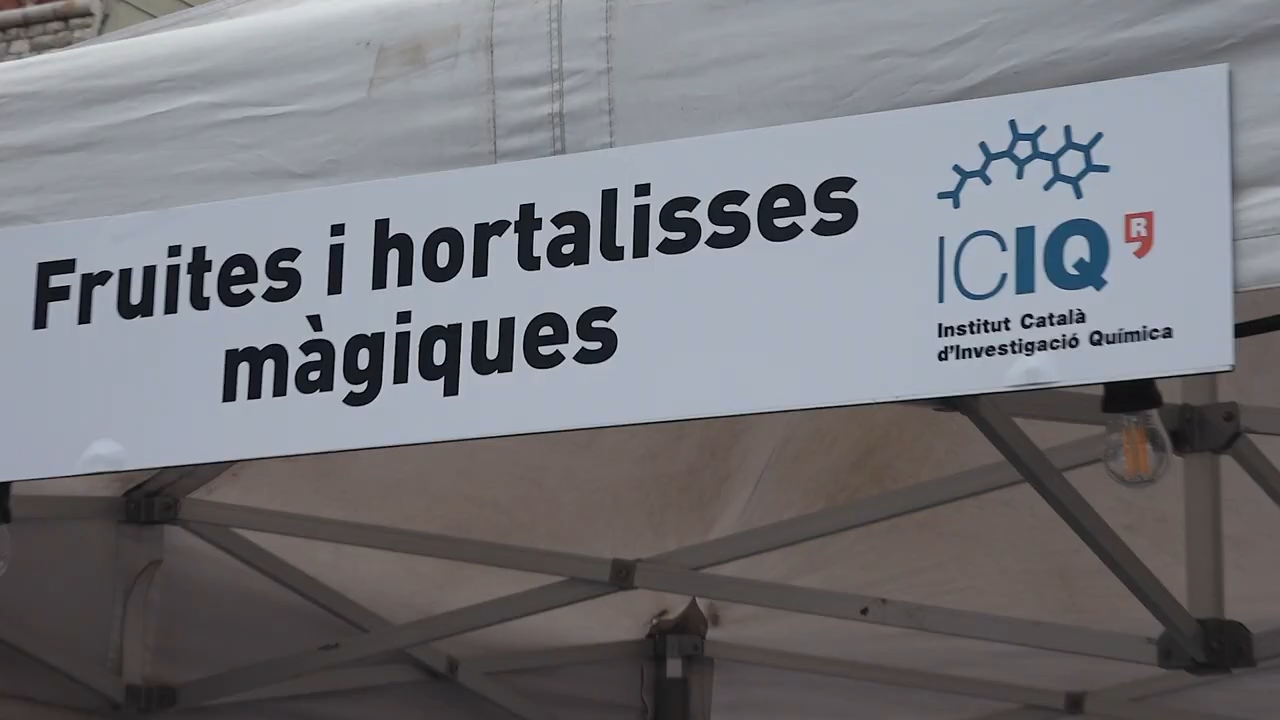 Fruites i hortalisses
màgiques
ICIQ R
Institut Català
d'Investigació Química